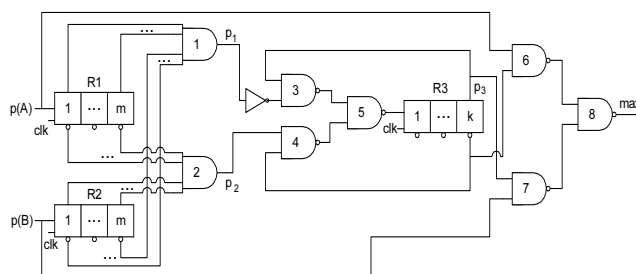 ...
1
p1
R1
p(A)
1 ... m
clk
...
3
R3
p3
6
max
5
1 ... k
clk
8
4
...
2
p2
...
R2
p(B)
1 ... m
clk
...
7